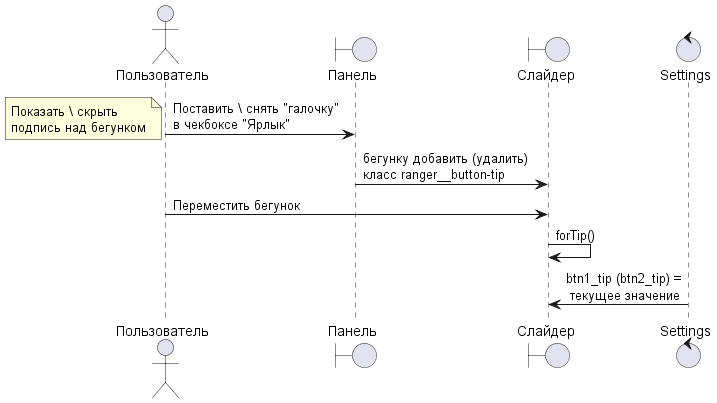 Пользователь
Панель
Слайдер
Settings
Показать \ скрыть
подпись над бегунком
Поставить \ снять "галочку"
в чекбоксе "Ярлык"
бегунку добавить (удалить)
класс ranger__button-tip
Переместить бегунок
forTip()
btn1_tip (btn2_tip) =
текущее значение
Пользователь
Панель
Слайдер
Settings